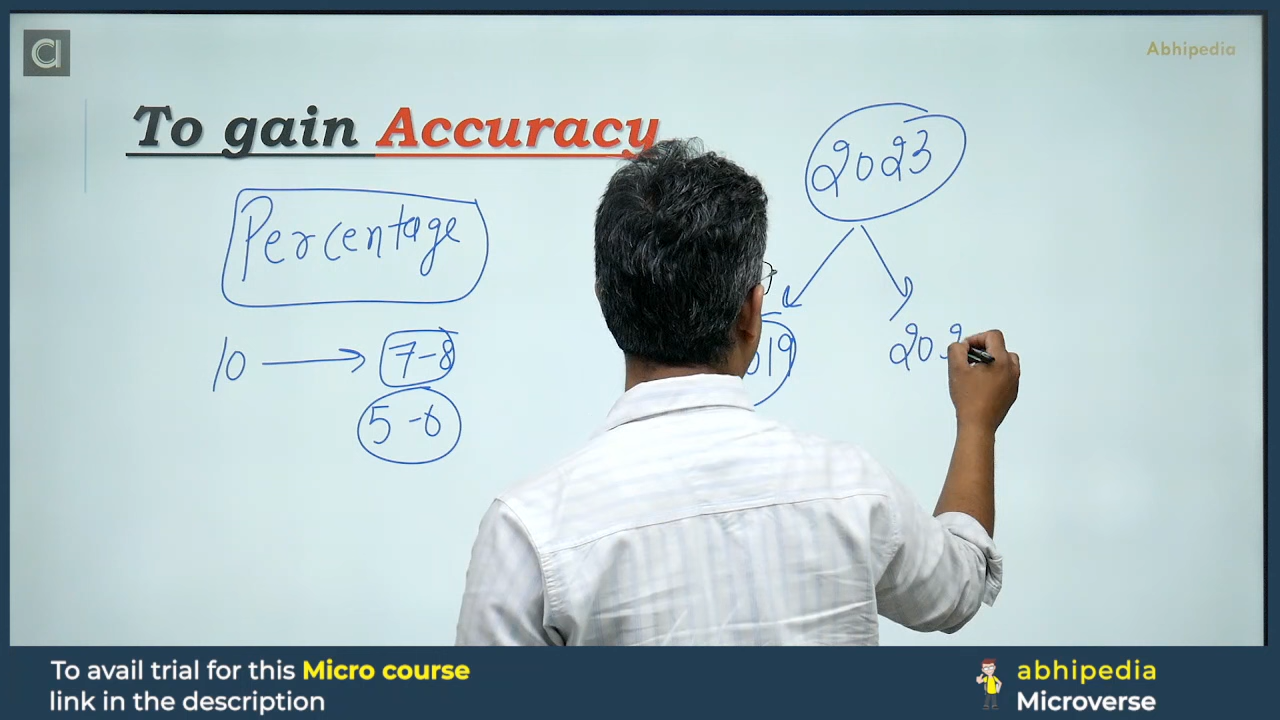 Abhipedia
To gain Accuracy
2023
Percentage
10 7-8
5-6
To avail trial for this Micro course
link in the description
abhipedia
Microverse